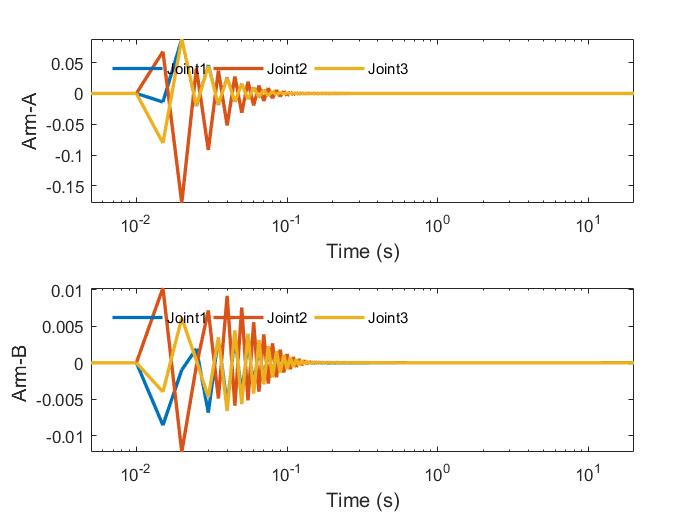 0.05
0
-0.05
-0.1
-0.15
Arm-A
Joint1 Joint2 Joint3
10^-2 10^-1 10^0 10^1
Time (s)
0.01
0.005
0
-0.005
-0.01
Arm-B
Joint1 Joint2 Joint3
10^-2 10^-1 10^0 10^1
Time (s)